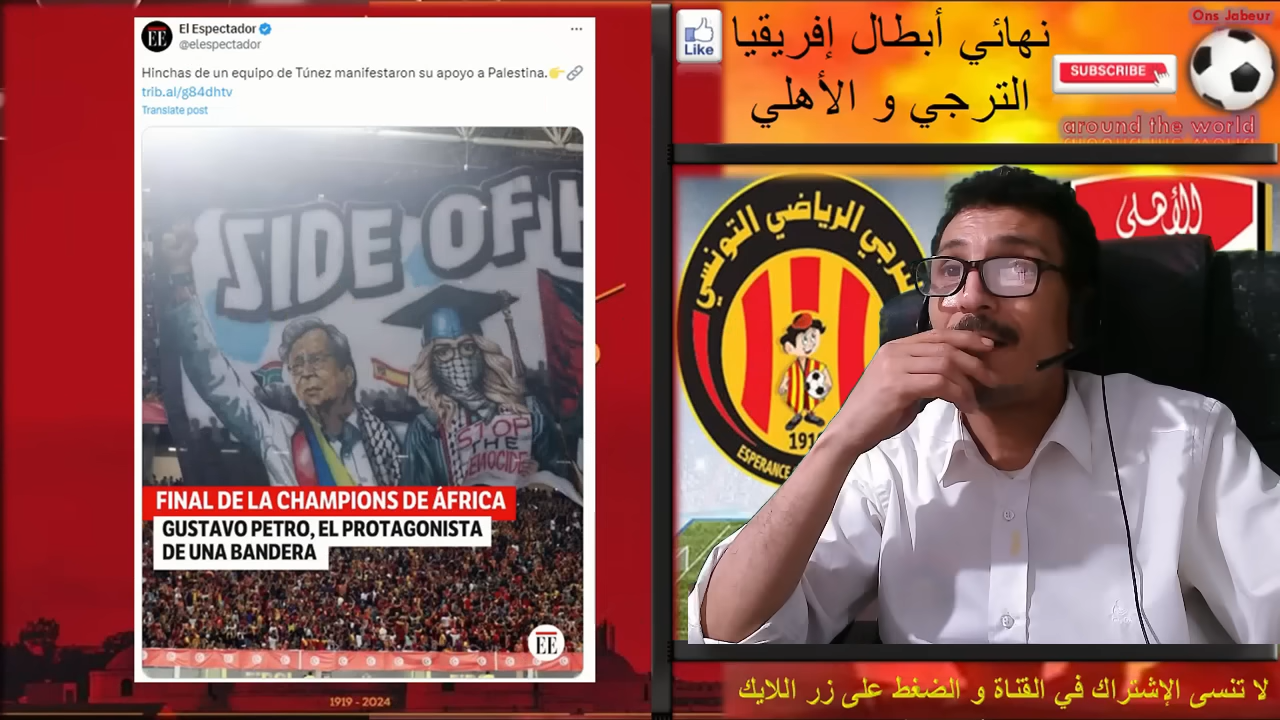 El Espectador
@elespectador
Hinchas de un equipo de Túnez manifestaron su apoyo a Palestina.👉🔗
trib.al/g84dhtv
Translate post
SIDE OF
STOP
THE
GENOCIDE
FINAL DE LA CHAMPIONS DE ÁFRICA
GUSTAVO PETRO, EL PROTAGONISTA
DE UNA BANDERA
EE
1919 - 2024
Like
نهائي أبطال إفريقيا
الترجي و الأهلي
Ons Jabeur
SUBSCRIBE
around the world
الترجي الرياضي التونسي
1919
ESPERANCE
الأهلى
لا تنسى الإشتراك في القناة و الضغط على زر اللايك